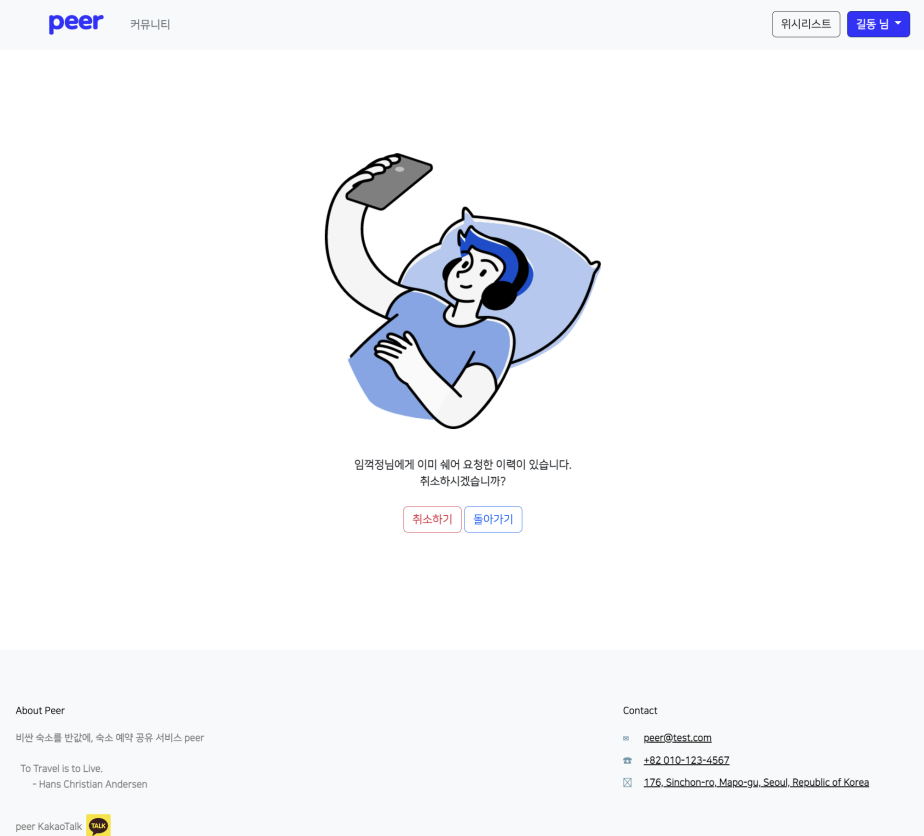 peer
커뮤니티
위시리스트
길동 님
임꺽정님에게 이미 쉐어 요청한 이력이 있습니다.
취소하시겠습니까?
취소하기
돌아가기
About Peer
비싼 숙소를 반값에, 숙소 예약 공유 서비스 peer
To Travel is to Live.
- Hans Christian Andersen
peer KakaoTalk
TALK
Contact
peer@test.com
+82 010-123-4567
176, Sinchon-ro, Mapo-gu, Seoul, Republic of Korea